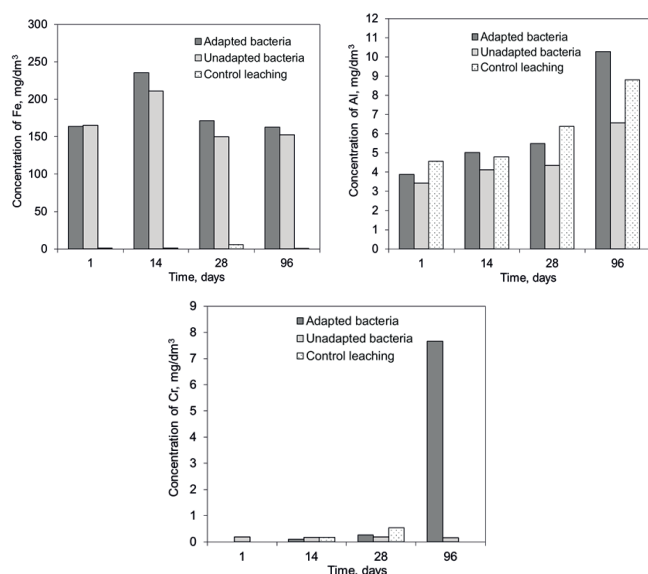 Concentration of Fe, mg/dm³
300
250
200
150
100
50
0
Adapted bacteria
Unadapted bacteria
Control leaching
1 14 28 96
Time, days
Concentration of Al, mg/dm³
12
11
10
9
8
7
6
5
4
3
2
1
0
Adapted bacteria
Unadapted bacteria
Control leaching
1 14 28 96
Time, days
Concentration of Cr, mg/dm³
9
8
7
6
5
4
3
2
1
0
Adapted bacteria
Unadapted bacteria
Control leaching
1 14 28 96
Time, days